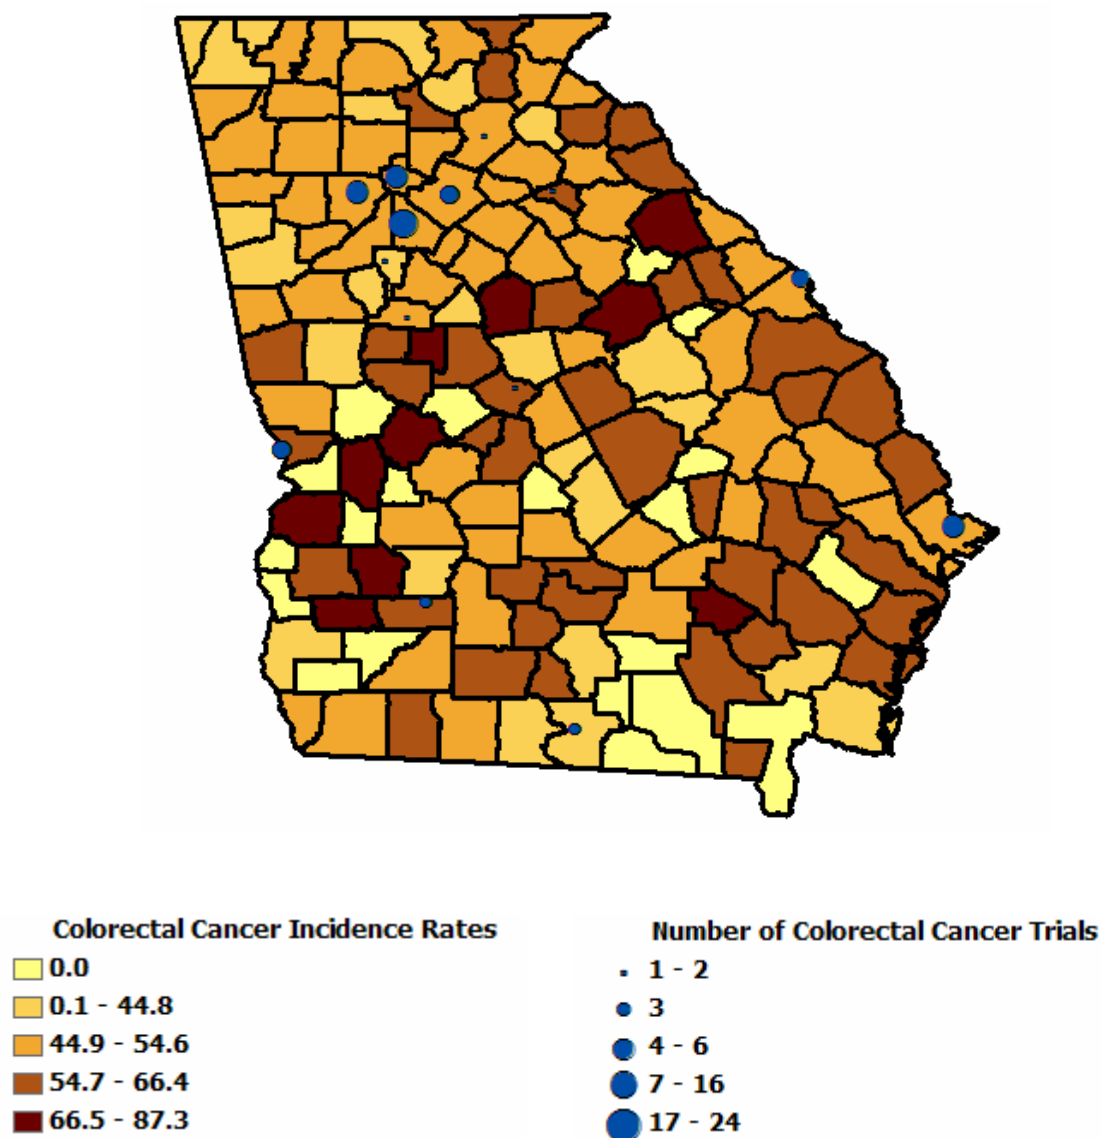 Colorectal Cancer Incidence Rates
0.0
0.1 - 44.8
44.9 - 54.6
54.7 - 66.4
66.5 - 87.3
Number of Colorectal Cancer Trials
1 - 2
3
4 - 6
7 - 16
17 - 24